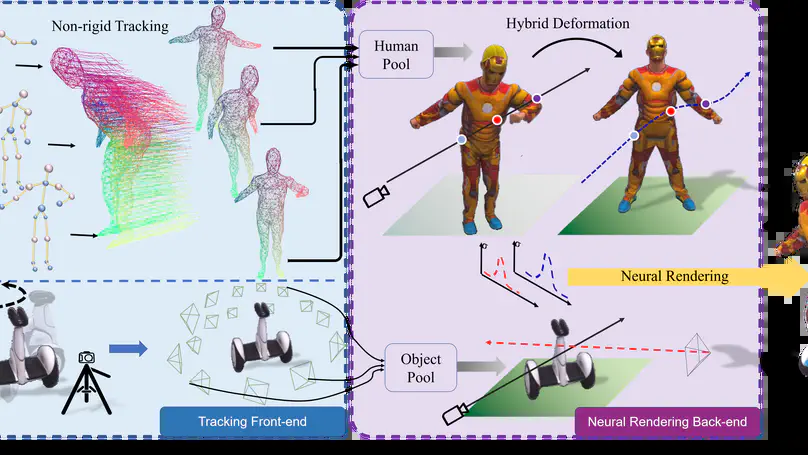 Non-rigid Tracking
Human
Pool
Hybrid Deformation
Neural Rendering
Object
Pool
Tracking Front-end
Neural Rendering Back-end